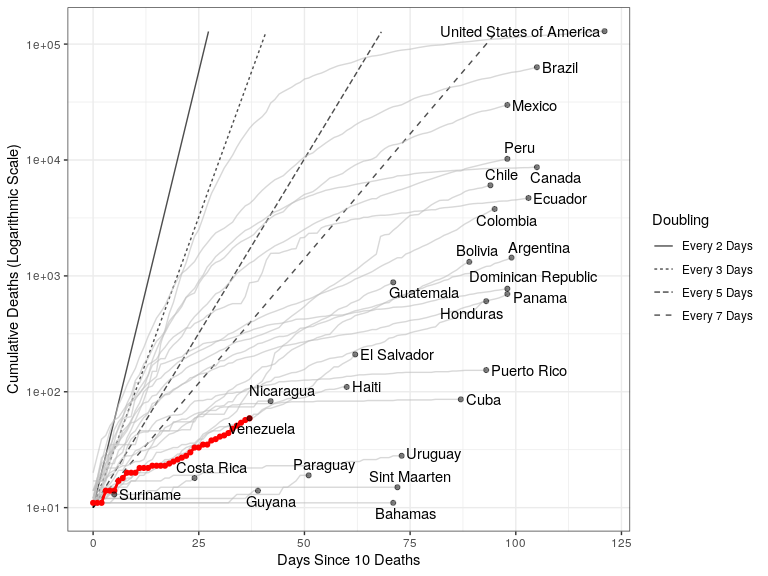 United States of America
Brazil
Mexico
Peru
Chile
Canada
Ecuador
Colombia
Bolivia
Argentina
Dominican Republic
Guatemala
Panama
Honduras
El Salvador
Puerto Rico
Nicaragua
Haiti
Cuba
Venezuela
Uruguay
Costa Rica
Paraguay
Sint Maarten
Suriname
Guyana
Bahamas
1e+05
1e+04
1e+03
1e+02
1e+01
Cumulative Deaths (Logarithmic Scale)
0
25
50
75
100
125
Days Since 10 Deaths
Doubling
Every 2 Days
Every 3 Days
Every 5 Days
Every 7 Days